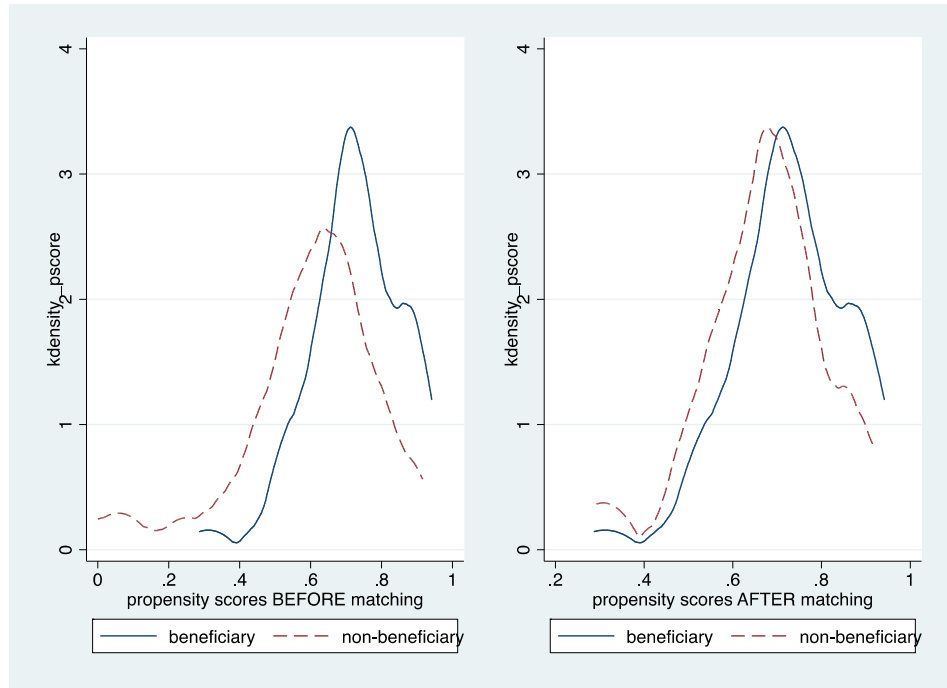 kdensity_pscore
4
3
2
1
0
0 .2 .4 .6 .8 1
propensity scores BEFORE matching
beneficiary non-beneficiary
kdensity_pscore
4
3
2
1
0
.2 .4 .6 .8 1
propensity scores AFTER matching
beneficiary non-beneficiary